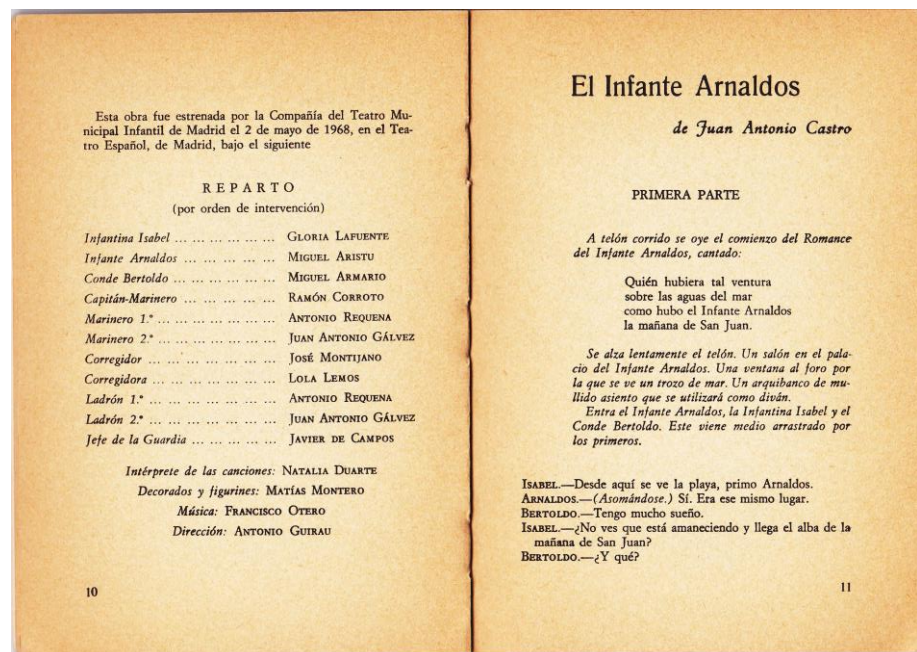 Esta obra fue estrenada por la Compañía del Teatro Mu-
nicipal Infantil de Madrid el 2 de mayo de 1968, en el Tea-
tro Español, de Madrid, bajo el siguiente
REPARTO
(por orden de intervención)
Infantina Isabel ... ... ... ... ... ... GLORIA LAFUENTE
Infante Arnaldos ... ... ... ... ... MIGUEL ARISTU
Conde Bertoldo ... ... ... ... ... ... MIGUEL ARMARIO
Capitán-Marinero ... ... ... ... ... RAMÓN CORROTO
Marinero 1.º ... ... ... ... ... ... ... ANTONIO REQUENA
Marinero 2.º ... ... ... ... ... ... ... JUAN ANTONIO GÁLVEZ
Corregidor ... ... ... ... ... ... ... JOSÉ MONTIJANO
Corregidora ... ... ... ... ... ... ... LOLA LEMOS
Ladrón 1.º ... ... ... ... ... ... ... ANTONIO REQUENA
Ladrón 2.º ... ... ... ... ... ... ... JUAN ANTONIO GÁLVEZ
Jefe de la Guardia ... ... ... ... ... JAVIER DE CAMPOS
Intérprete de las canciones: NATALIA DUARTE
Decorados y figurines: MATÍAS MONTERO
Música: FRANCISCO OTERO
Dirección: ANTONIO GUIRAU
10
El Infante Arnaldos
de Juan Antonio Castro
PRIMERA PARTE
A telón corrido se oye el comienzo del Romance
del Infante Arnaldos, cantado:
Quién hubiera tal ventura
sobre las aguas del mar
como hubo el Infante Arnaldos
la mañana de San Juan.
Se alza lentamente el telón. Un salón en el pala-
cio del Infante Arnaldos. Una ventana al foro por
la que se ve un trozo de mar. Un arquibanco de mu-
llido asiento que se utilizará como diván.
Entra el Infante Arnaldos, la Infantina Isabel y el
Conde Bertoldo. Este viene medio arrastrado por
los primeros.
ISABEL.—Desde aquí se ve la playa, primo Arnaldos.
ARNALDOS.—(Asomándose.) Sí. Era ese mismo lugar.
BERTOLDO.—Tengo mucho sueño.
ISABEL.—¿No ves que está amaneciendo y llega el alba de la
mañana de San Juan?
BERTOLDO.—¿Y qué?
11